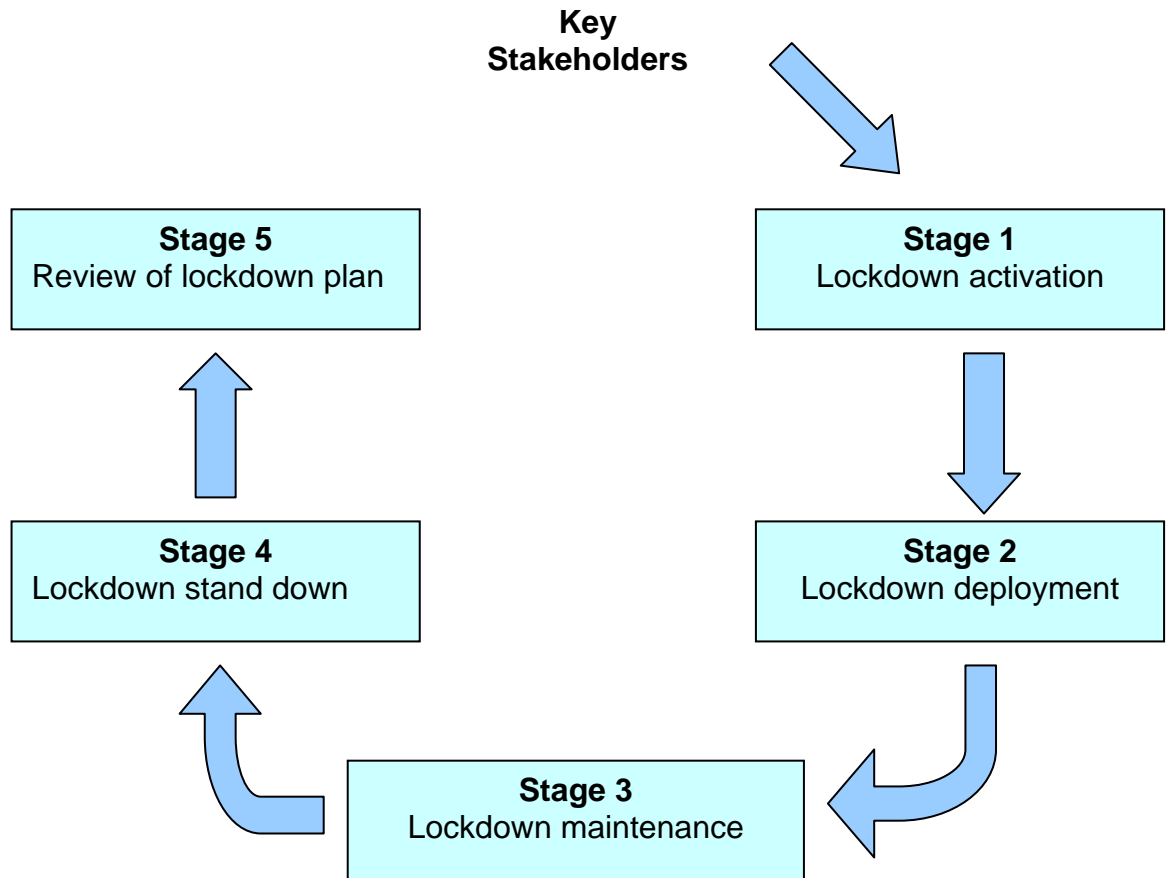 Key
Stakeholders
Stage 5
Review of lockdown plan
Stage 1
Lockdown activation
Stage 4
Lockdown stand down
Stage 2
Lockdown deployment
Stage 3
Lockdown maintenance